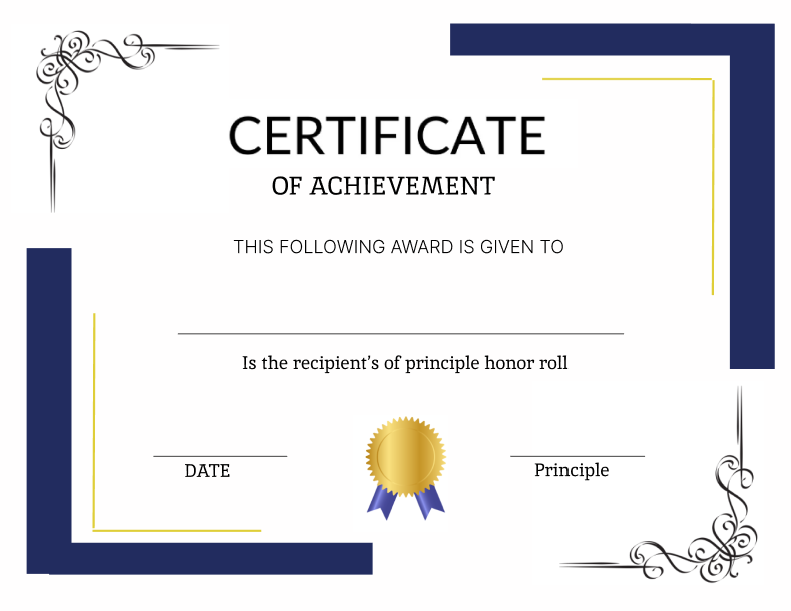 CERTIFICATE
OF ACHIEVEMENT
THIS FOLLOWING AWARD IS GIVEN TO
Is the recipient's of principle honor roll
DATE
Principle